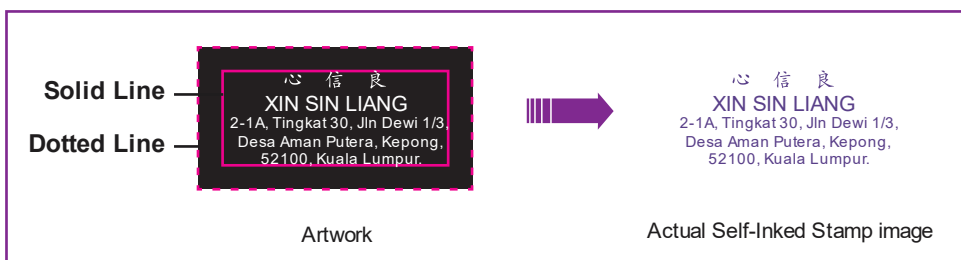 Solid Line
Dotted Line
心 信 良
XIN SIN LIANG
2-1A, Tingkat 30, Jln Dewi 1/3,
Desa Aman Putera, Kepong,
52100, Kuala Lumpur.
Artwork
心 信 良
XIN SIN LIANG
2-1A, Tingkat 30, Jln Dewi 1/3,
Desa Aman Putera, Kepong,
52100, Kuala Lumpur.
Actual Self-Inked Stamp image